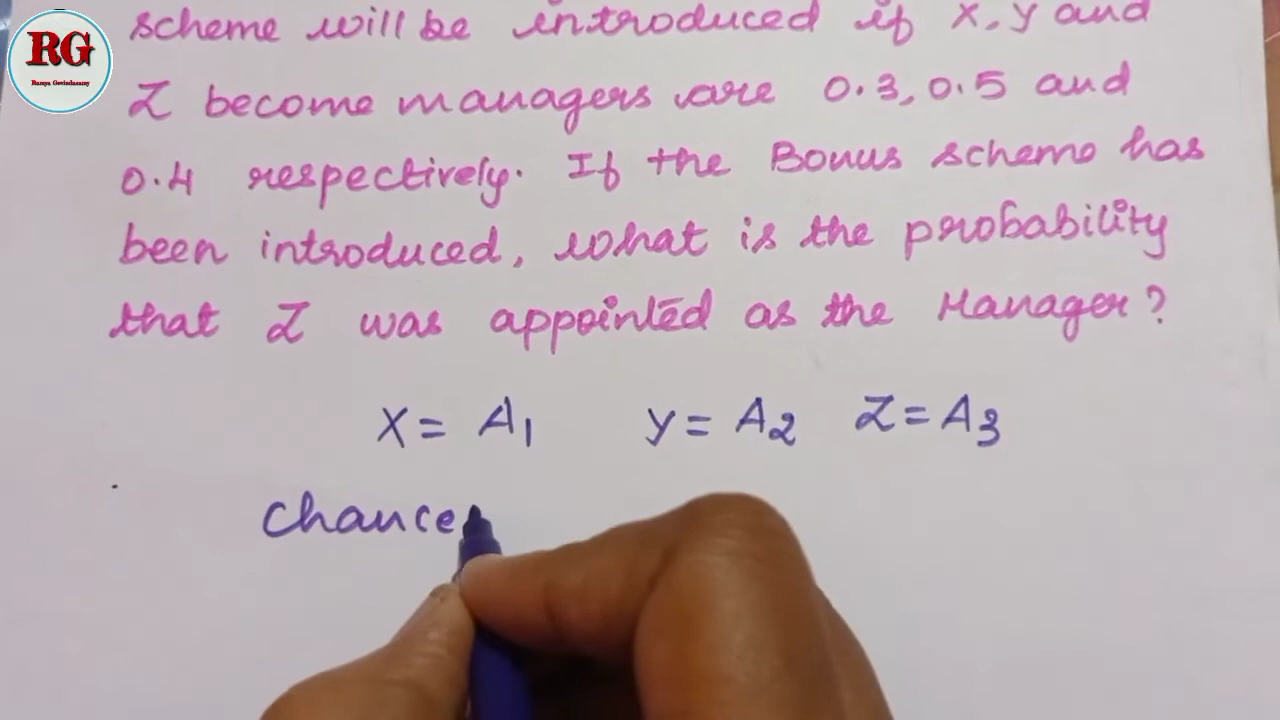 RG
Ramya Govindasamy
scheme will be introduced if X, Y and
Z become managers are 0.3, 0.5 and
0.4 respectively. If the Bonus scheme has
been introduced, what is the probability
that Z was appointed as the Manager?
X = A1 Y = A2 Z = A3
Chance